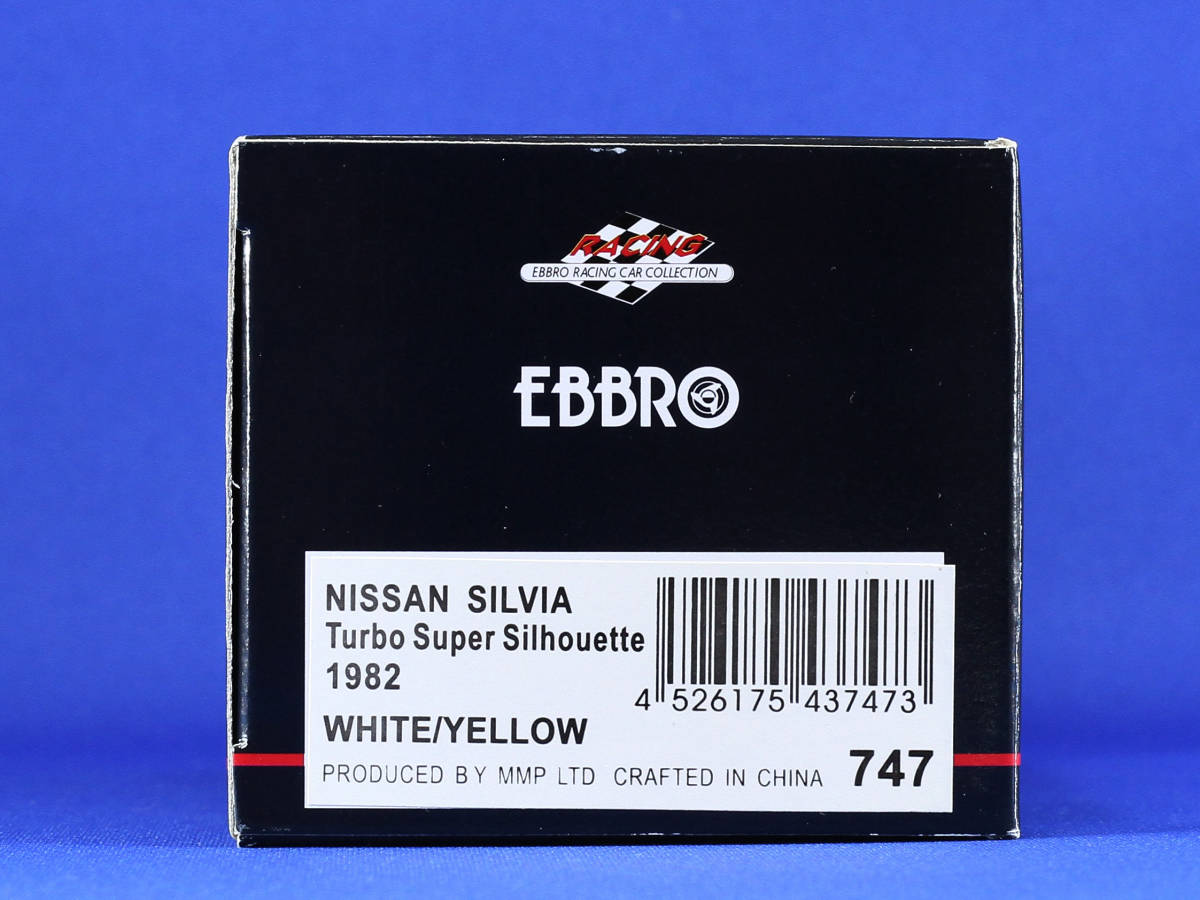 RACING
EBBRO RACING CAR COLLECTION
EBBRO
NISSAN SILVIA
Turbo Super Silhouette
1982
4 526175 437473
WHITE/YELLOW
PRODUCED BY MMP LTD CRAFTED IN CHINA 747